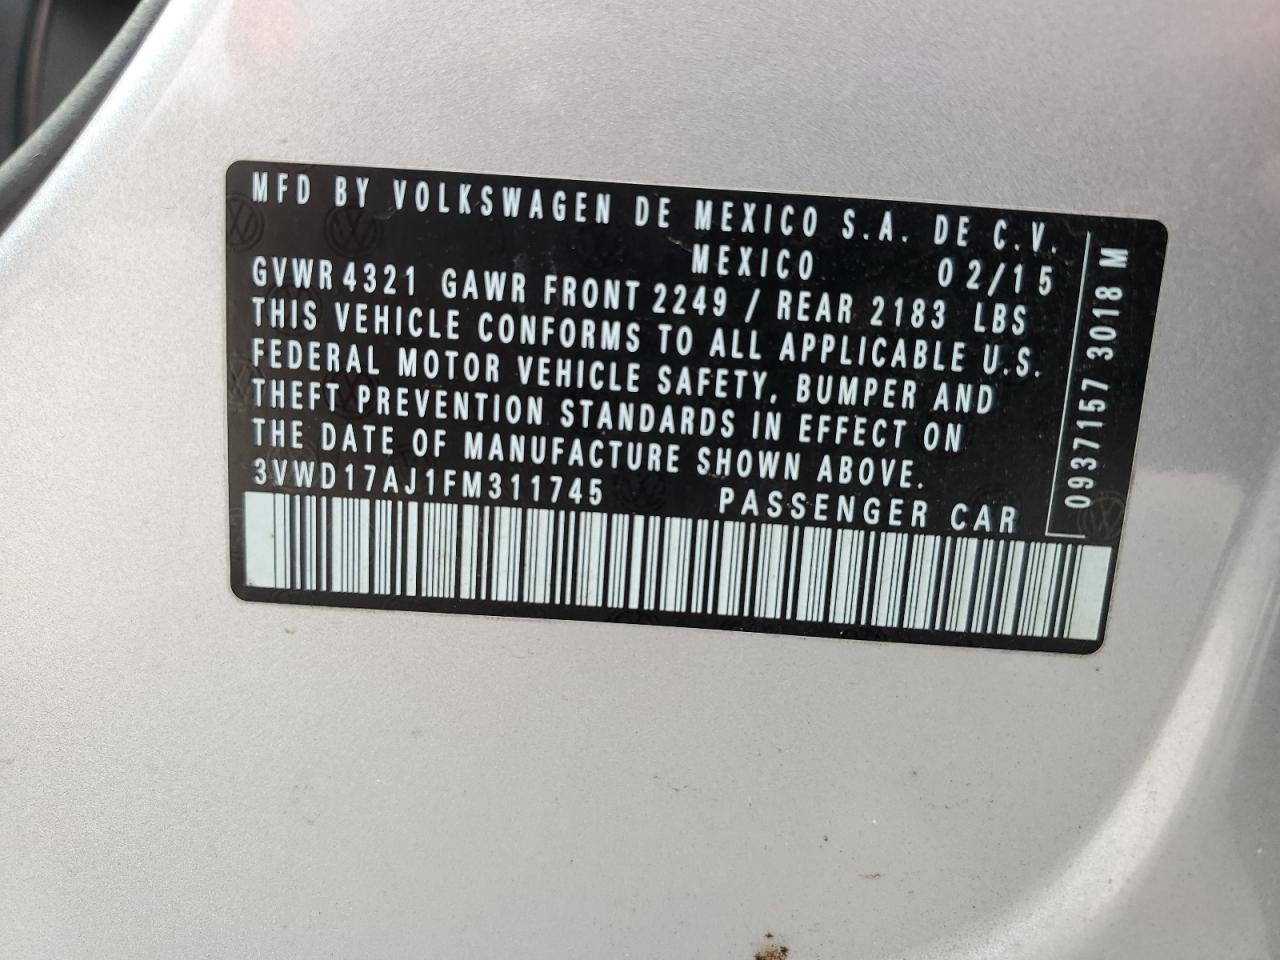 MFD BY VOLKSWAGEN DE MEXICO S.A. DE C.V.
MEXICO 02/15
GVWR 4321 GAWR FRONT 2249 / REAR 2183 LBS
THIS VEHICLE CONFORMS TO ALL APPLICABLE U.S.
FEDERAL MOTOR VEHICLE SAFETY, BUMPER AND
THEFT PREVENTION STANDARDS IN EFFECT ON
THE DATE OF MANUFACTURE SHOWN ABOVE.
3VWD17AJ1FM311745 PASSENGER CAR
0937157 3018 M